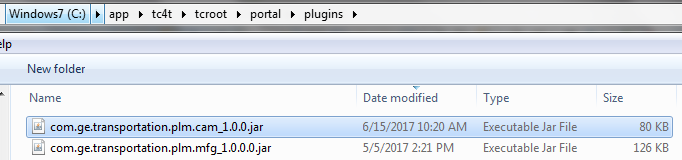 Windows7 (C:) ▸ app ▸ tc4t ▸ tcroot ▸ portal ▸ plugins ▸
elp
New folder
Name Date modified Type Size
com.ge.transportation.plm.cam_1.0.0.jar 6/15/2017 10:20 AM Executable Jar File 80 KB
com.ge.transportation.plm.mfg_1.0.0.0.jar 5/5/2017 2:21 PM Executable Jar File 126 KB